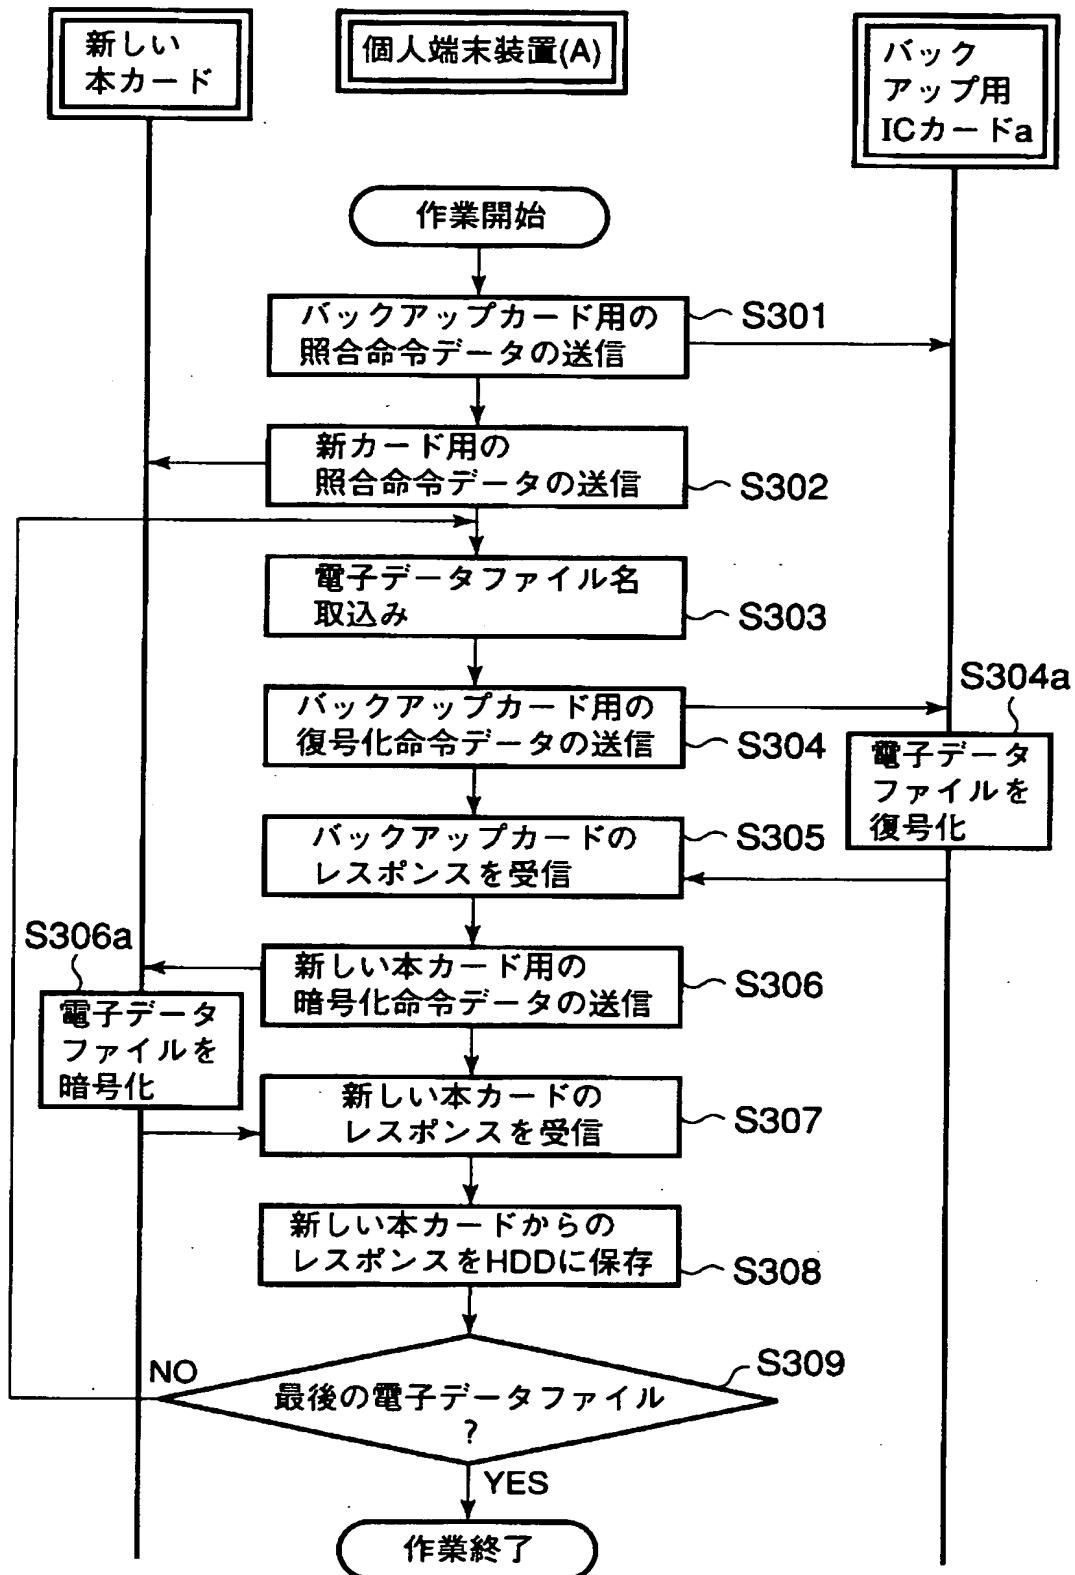 新しい
本カード
個人端末装置(A)
バック
アップ用
ICカードa
作業開始
バックアップカード用の
照合命令データの送信
S301
新カード用の
照合命令データの送信
S302
電子データファイル名
取込み
S303
バックアップカード用の
復号化命令データの送信
S304
S304a
電子データ
ファイルを
復号化
バックアップカードの
レスポンスを受信
S305
新しい本カード用の
暗号化命令データの送信
S306
S306a
電子データ
ファイルを
暗号化
新しい本カードの
レスポンスを受信
S307
新しい本カードからの
レスポンスをHDDに保存
S308
最後の電子データファイル
?
S309
NO
YES
作業終了